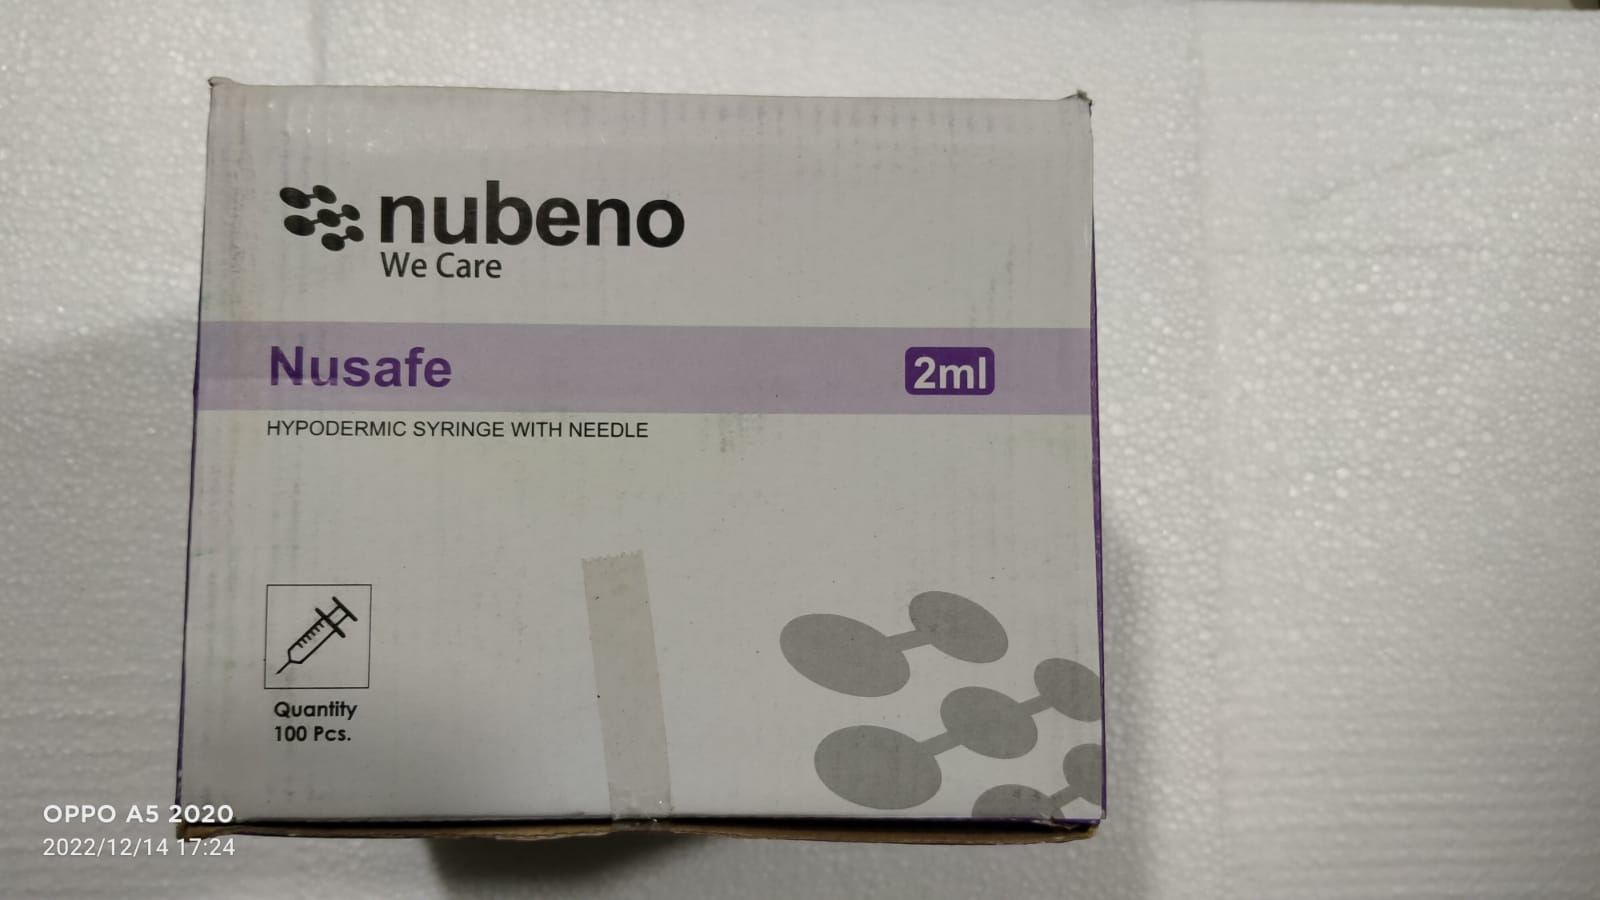 nubeno
We Care
Nusafe
2ml
HYPODERMIC SYRINGE WITH NEEDLE
Quantity
100 Pcs.
OPPO A5 2020
2022/12/14 17:24